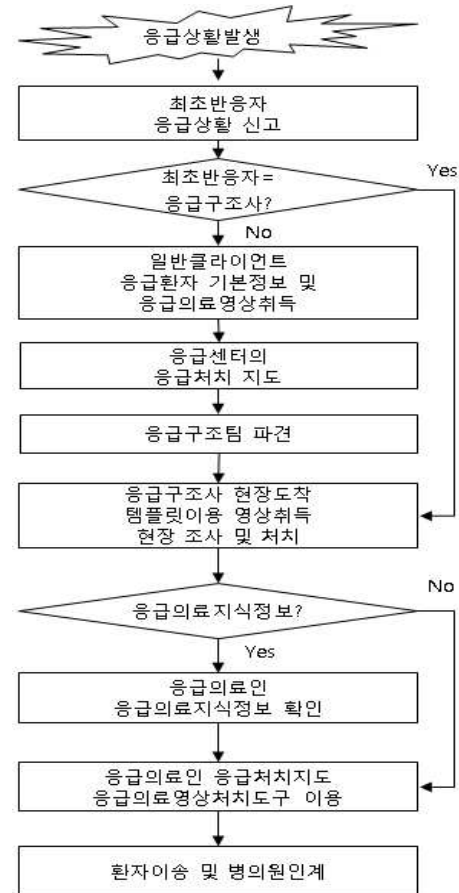 응급상황발생
최초반응자
응급상황 신고
최초반응자=
응급구조사?
Yes
No
일반클라이언트
응급환자 기본정보 및
응급의료영상취득
응급센터의
응급처치 지도
응급구조팀 파견
응급구조사 현장도착
템플릿이용 영상취득
현장 조사 및 처치
응급의료지식정보?
No
Yes
응급의료인
응급의료지식정보 확인
응급의료인 응급처치지도
응급의료영상처치도구 이용
환자이송 및 병의원인계